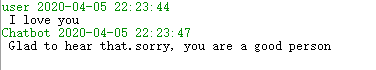 user 2020-04-05 22:23:44
I love you
Chatbot 2020-04-05 22:23:47
Glad to hear that.sorry, you are a good person